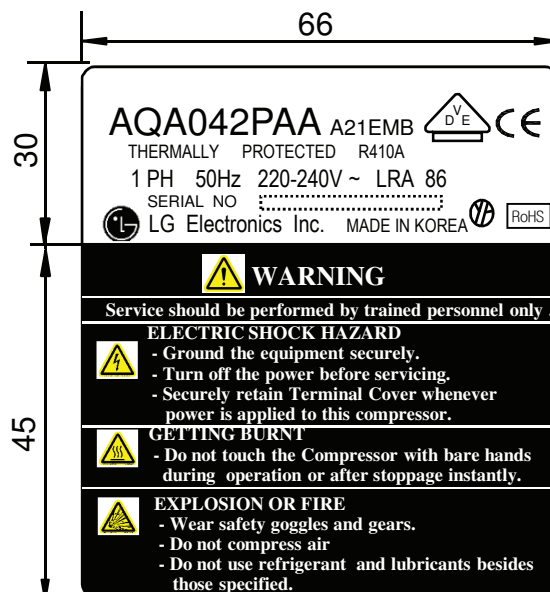 66
30
AQA042PAA A21EMB
D V E
CE
THERMALLY PROTECTED R410A
1 PH 50Hz 220-240V ~ LRA 86
SERIAL NO
LG LG Electronics Inc. MADE IN KOREA
RoHS
45
WARNING
Service should be performed by trained personnel only .
ELECTRIC SHOCK HAZARD
- Ground the equipment securely.
- Turn off the power before servicing.
- Securely retain Terminal Cover whenever
power is applied to this compressor.
GETTING BURNT
- Do not touch the Compressor with bare hands
during operation or after stoppage instantly.
EXPLOSION OR FIRE
- Wear safety goggles and gears.
- Do not compress air
- Do not use refrigerant and lubricants besides
those specified.